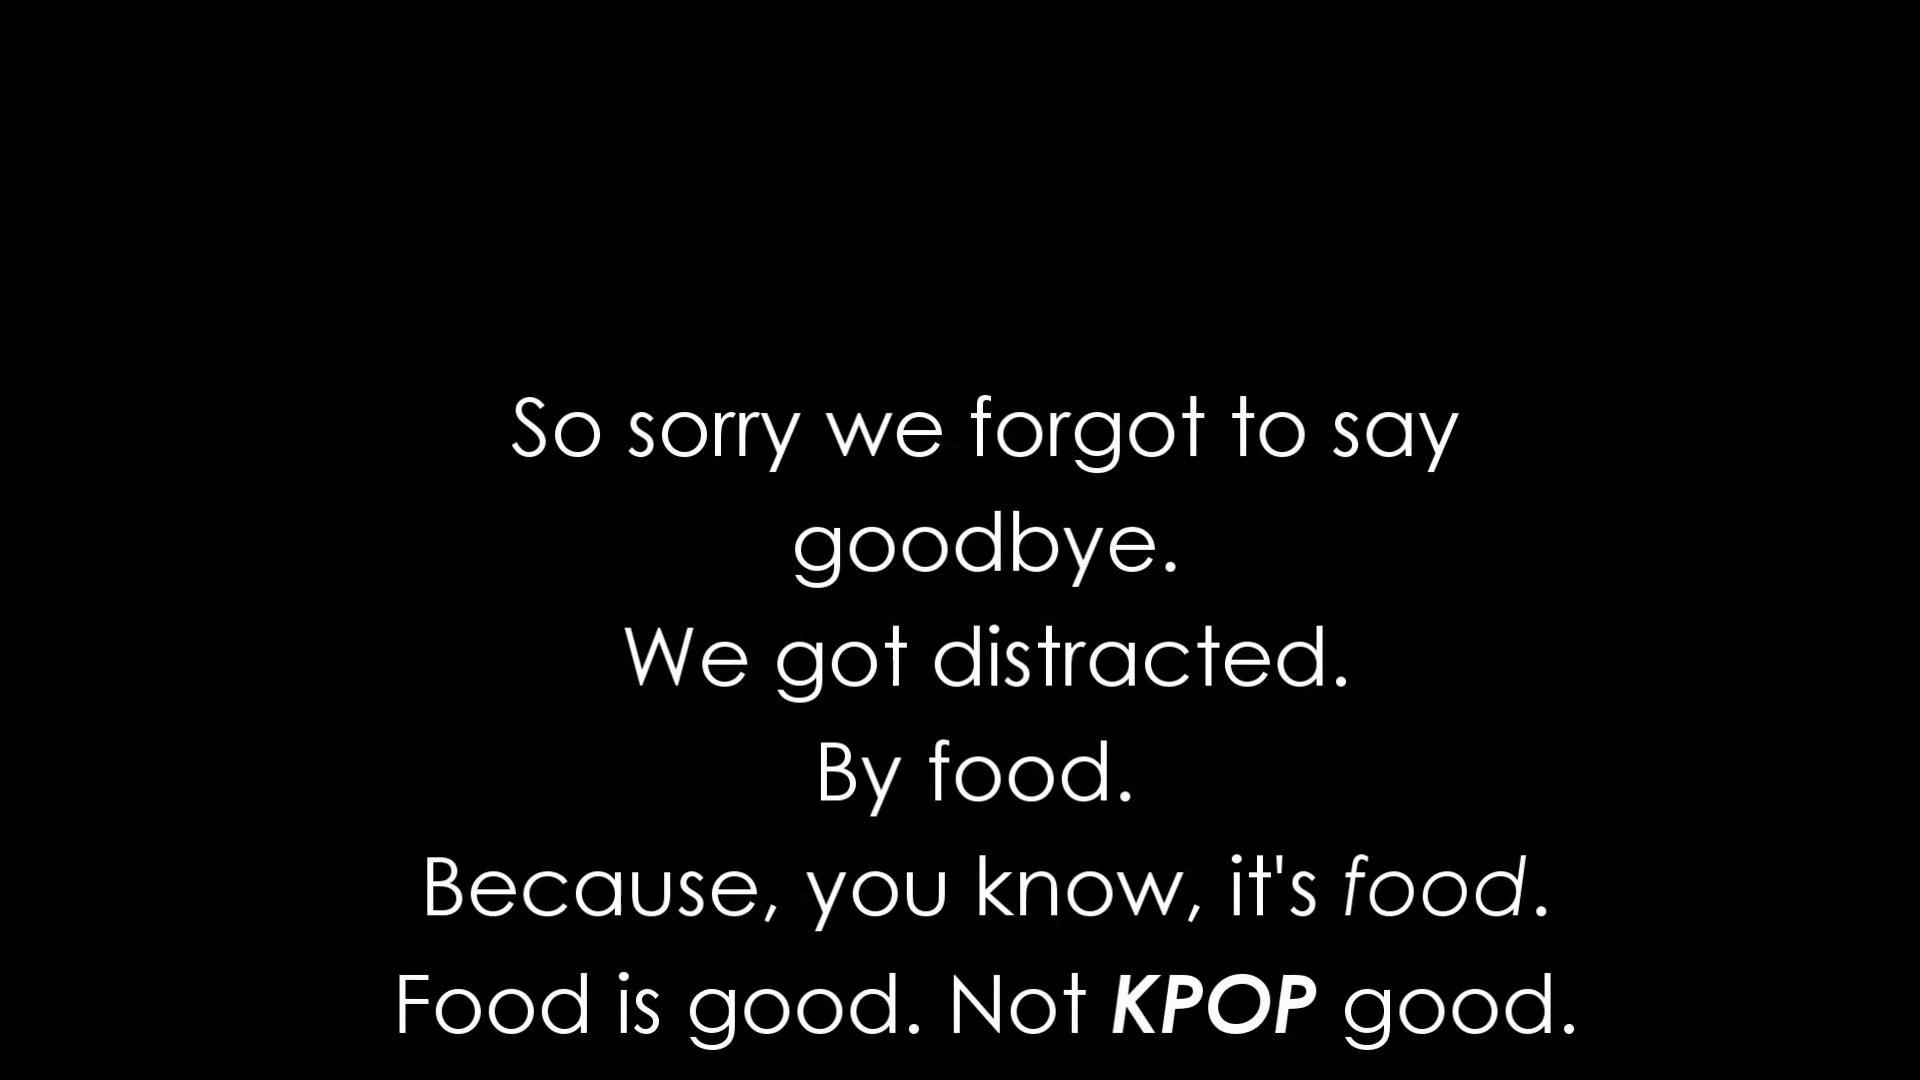 So sorry we forgot to say
goodbye.
We got distracted.
By food.
Because, you know, it's food.
Food is good. Not KPOP good.